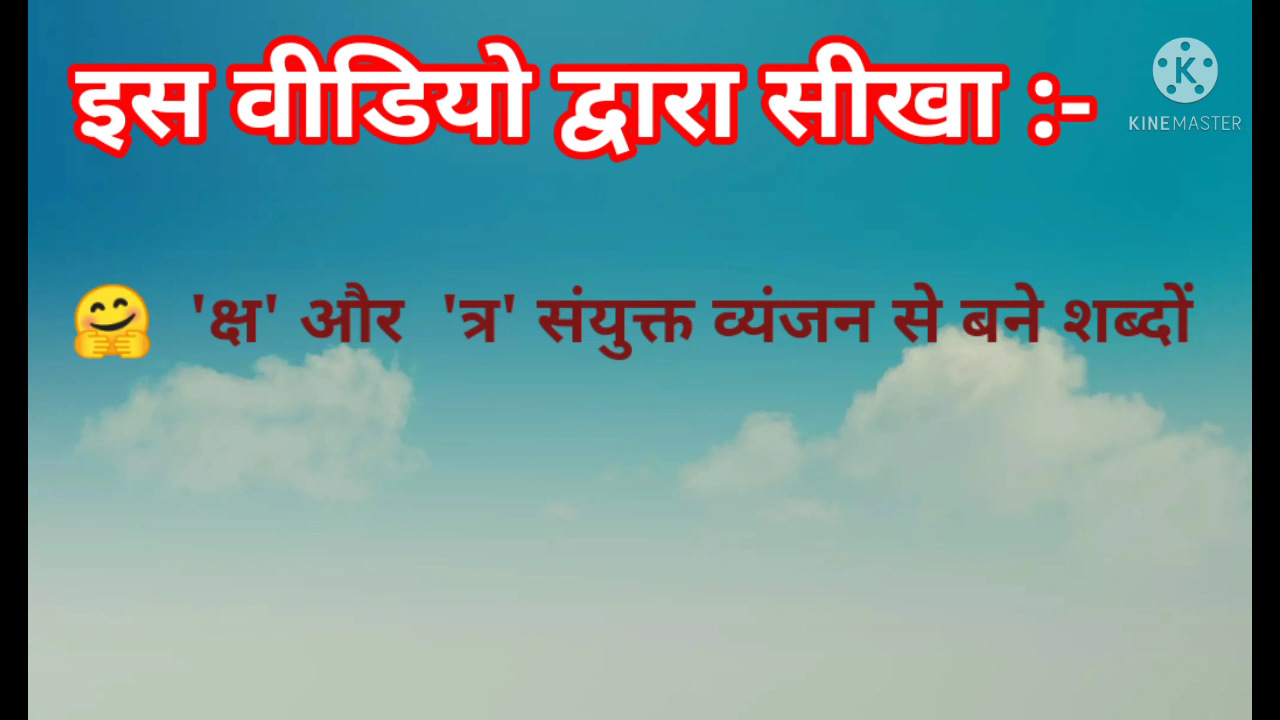 इस वीडियो द्वारा सीखा :-
K
KINEMASTER
🤗 'क्ष' और 'त्र' संयुक्त व्यंजन से बने शब्दों